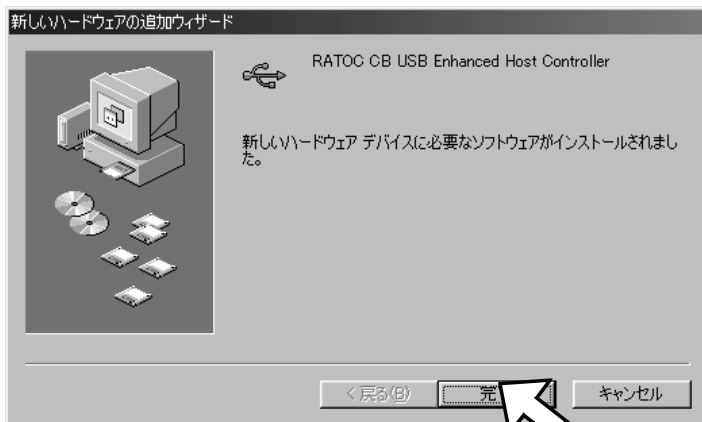 新しいハードウェアの追加ウィザード
RATOC CB USB Enhanced Host Controller
新しいハードウェア デバイスに必要なソフトウェアがインストールされまし
た。
< 戻る(B)
完
キャンセル